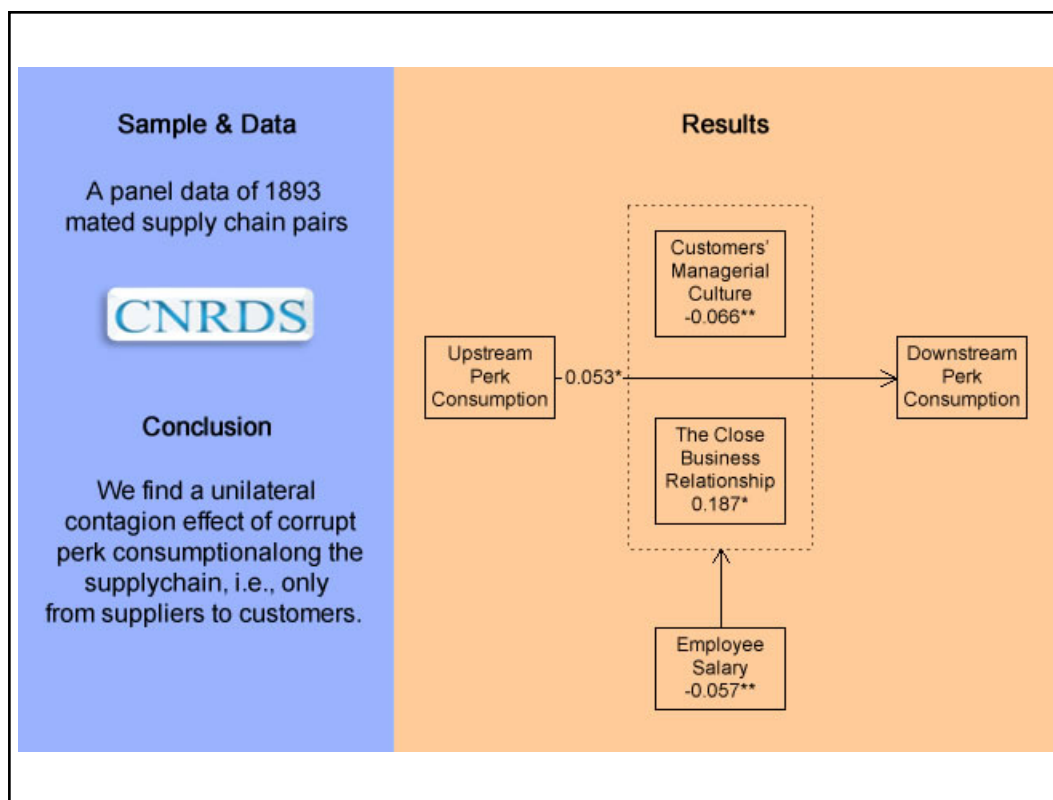 Sample & Data
A panel data of 1893
mated supply chain pairs
CNRDS
Conclusion
We find a unilateral
contagion effect of corrupt
perk consumptionalong the
supplychain, i.e., only
from suppliers to customers.
Results
Customers'
Managerial
Culture
-0.066**
Upstream
Perk
Consumption
0.053*
Downstream
Perk
Consumption
The Close
Business
Relationship
0.187*
Employee
Salary
-0.057**